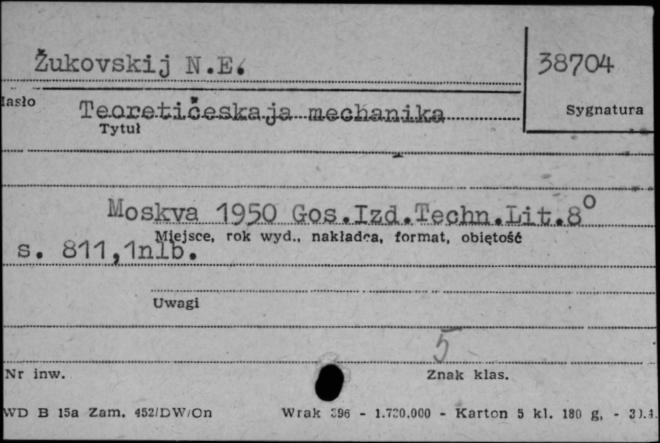 Žukovskij N.E. 38704
Hasło Teoretičeskaja mechanika Sygnatura
Tytuł
Moskva 1950 Gos.Izd.Techn.Lit.8°
Miejsce, rok wyd., nakładca, format, objętość
s. 811,1nlb.
Uwagi
5
Nr inw. Znak klas.
WD B 15a Zam. 452/DW/On Wrak 396 - 1.720.000 - Karton 5 kl. 180 g, -